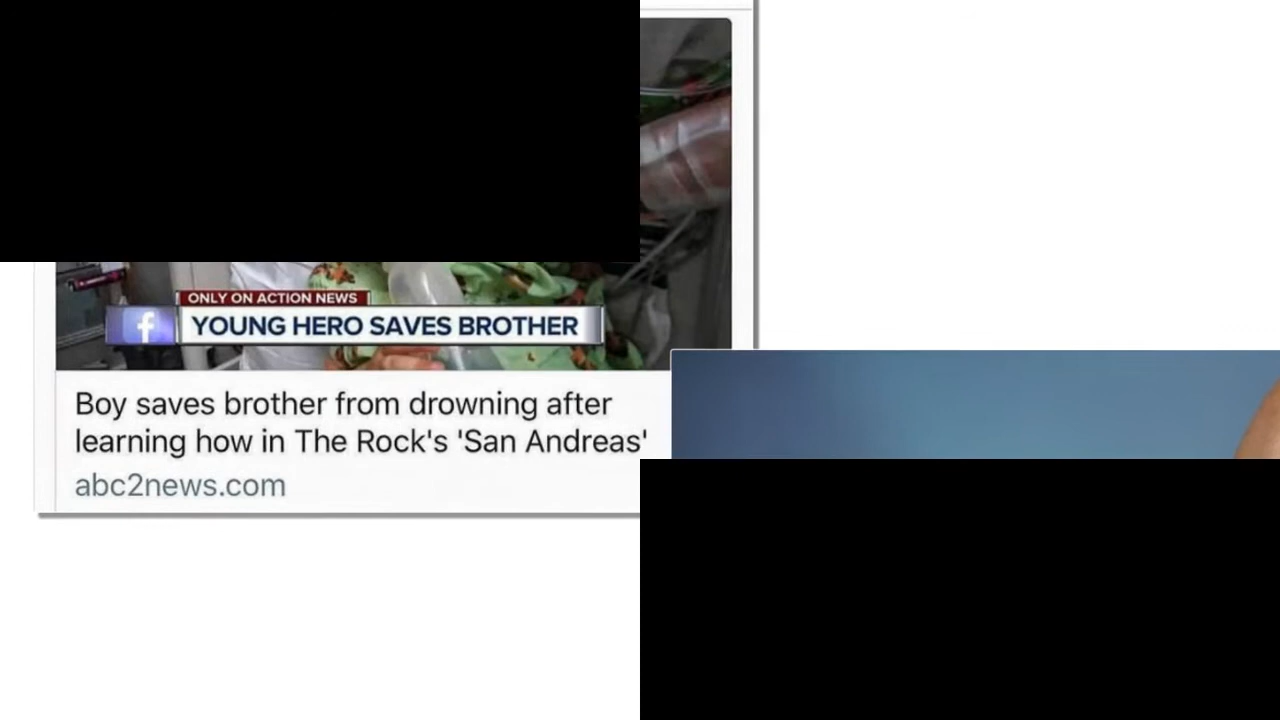 ONLY ON ACTION NEWS
YOUNG HERO SAVES BROTHER
Boy saves brother from drowning after
learning how in The Rock's 'San Andreas'
abc2news.com